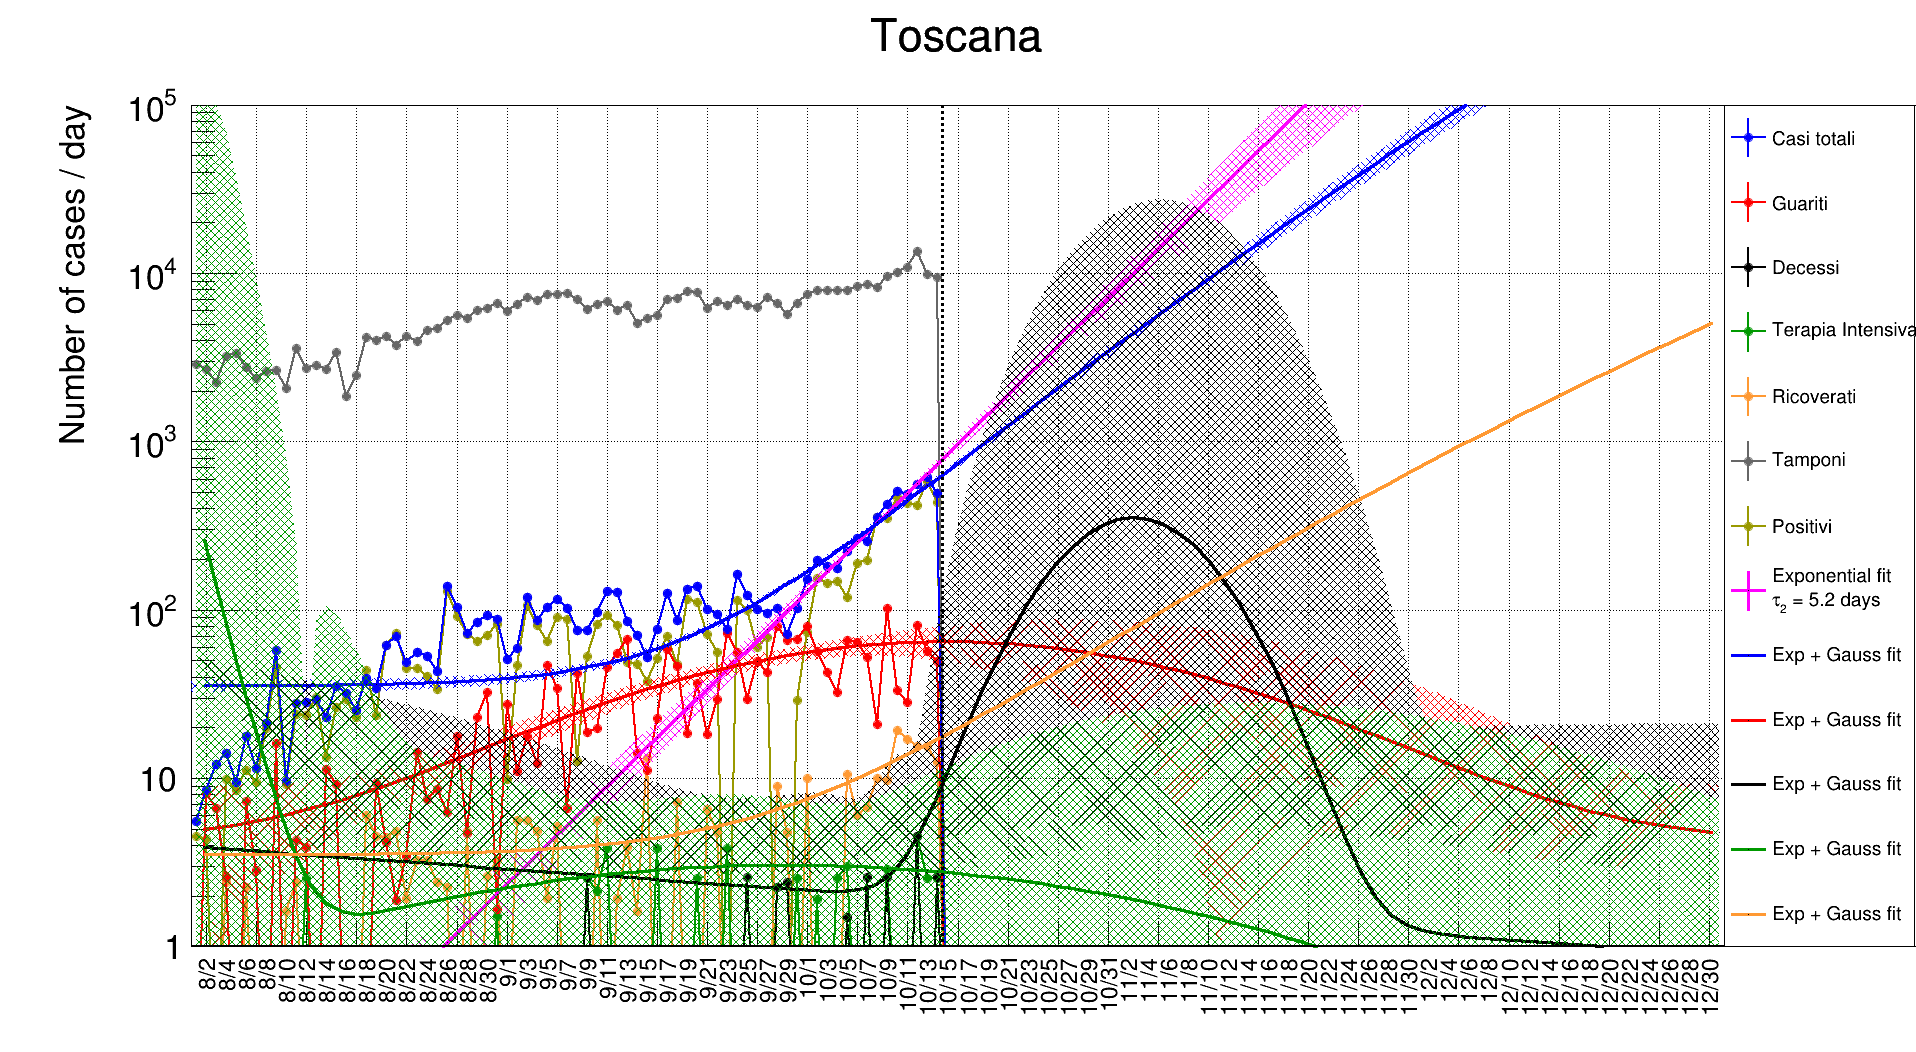 Toscana
Number of cases / day
10^5
10^4
10^3
10^2
10
1
8/2 8/4 8/6 8/8 8/10 8/12 8/14 8/16 8/18 8/20 8/22 8/24 8/26 8/28 8/30 9/1 9/3 9/5 9/7 9/9 9/11 9/13 9/15 9/17 9/19 9/21 9/23 9/25 9/27 9/29 10/1 10/3 10/5 10/7 10/9 10/11 10/13 10/15 10/17 10/19 10/21 10/23 10/25 10/27 10/29 10/31 11/2 11/4 11/6 11/8 11/10 11/12 11/14 11/16 11/18 11/20 11/22 11/24 11/26 11/28 11/30 12/2 12/4 12/6 12/8 12/10 12/12 12/14 12/16 12/18 12/20 12/22 12/24 12/26 12/28 12/30
Casi totali
Guariti
Decessi
Terapia Intensiva
Ricoverati
Tamponi
Positivi
Exponential fit
τ₂ = 5.2 days
Exp + Gauss fit
Exp + Gauss fit
Exp + Gauss fit
Exp + Gauss fit
Exp + Gauss fit